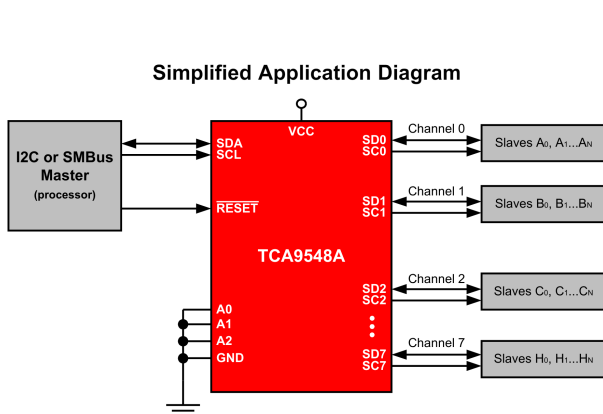 Simplified Application Diagram
I2C or SMBus
Master
(processor)
VCC
SDA
SCL
RESET
TCA9548A
A0
A1
A2
GND
SD0
SC0
SD1
SC1
SD2
SC2
SD7
SC7
Channel 0
Slaves A0, A1...AN
Channel 1
Slaves B0, B1...BN
Channel 2
Slaves C0, C1...CN
Channel 7
Slaves H0, H1...HN